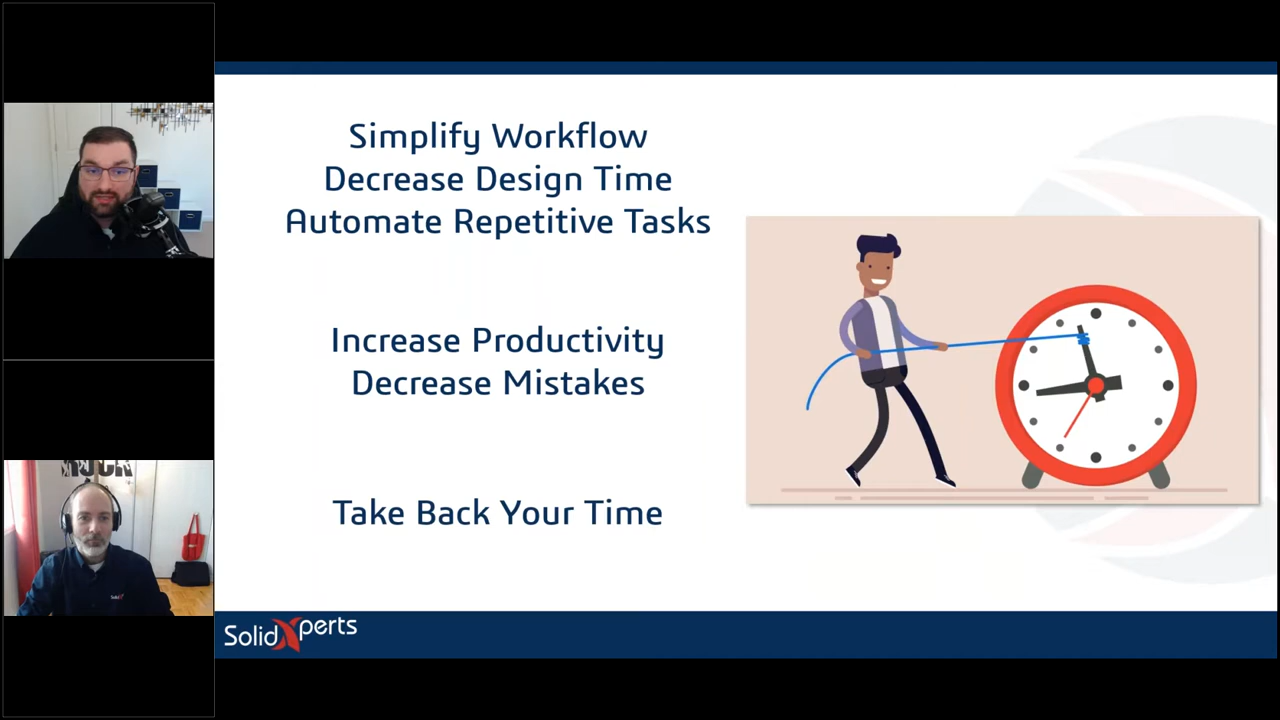 Simplify Workflow
Decrease Design Time
Automate Repetitive Tasks
Increase Productivity
Decrease Mistakes
Take Back Your Time
SolidXperts